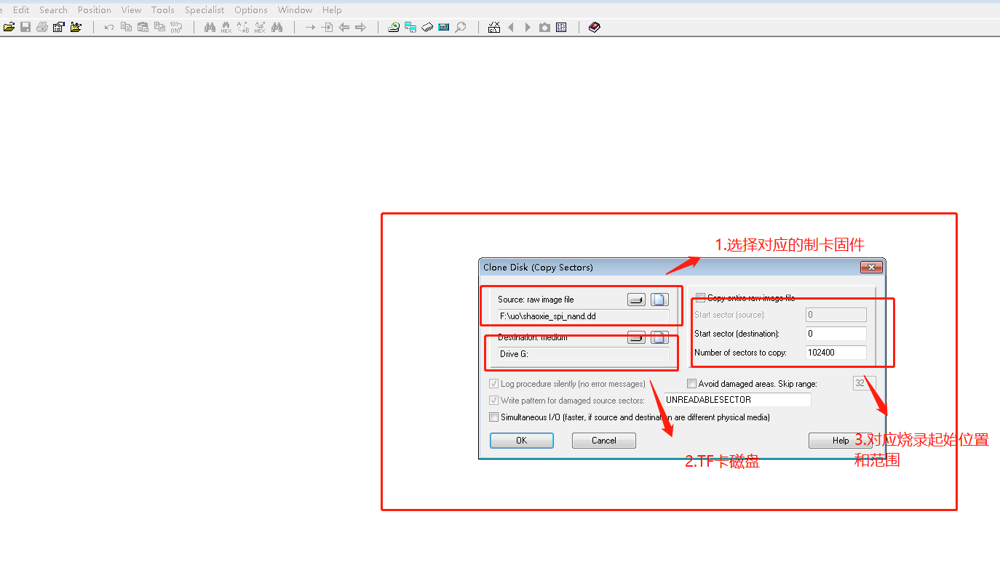 e Edit Search Position View Tools Specialist Options Window Help
1.选择对应的制卡固件
Clone Disk (Copy Sectors)
Source: raw image file
F:\uo\shaoxie_spi_nand.dd
Destination: medium
Drive G:
Copy entire raw image file
Start sector (source): 0
Start sector (destination): 0
Number of sectors to copy: 102400
Log procedure silently (no error messages)
Avoid damaged areas. Skip range: 32
Write pattern for damaged source sectors: UNREADABLESECTOR
Simultaneous I/O (faster, if source and destination are different physical media)
OK Cancel Help
2.TF卡磁盘
3.对应烧录起始位置
和范围